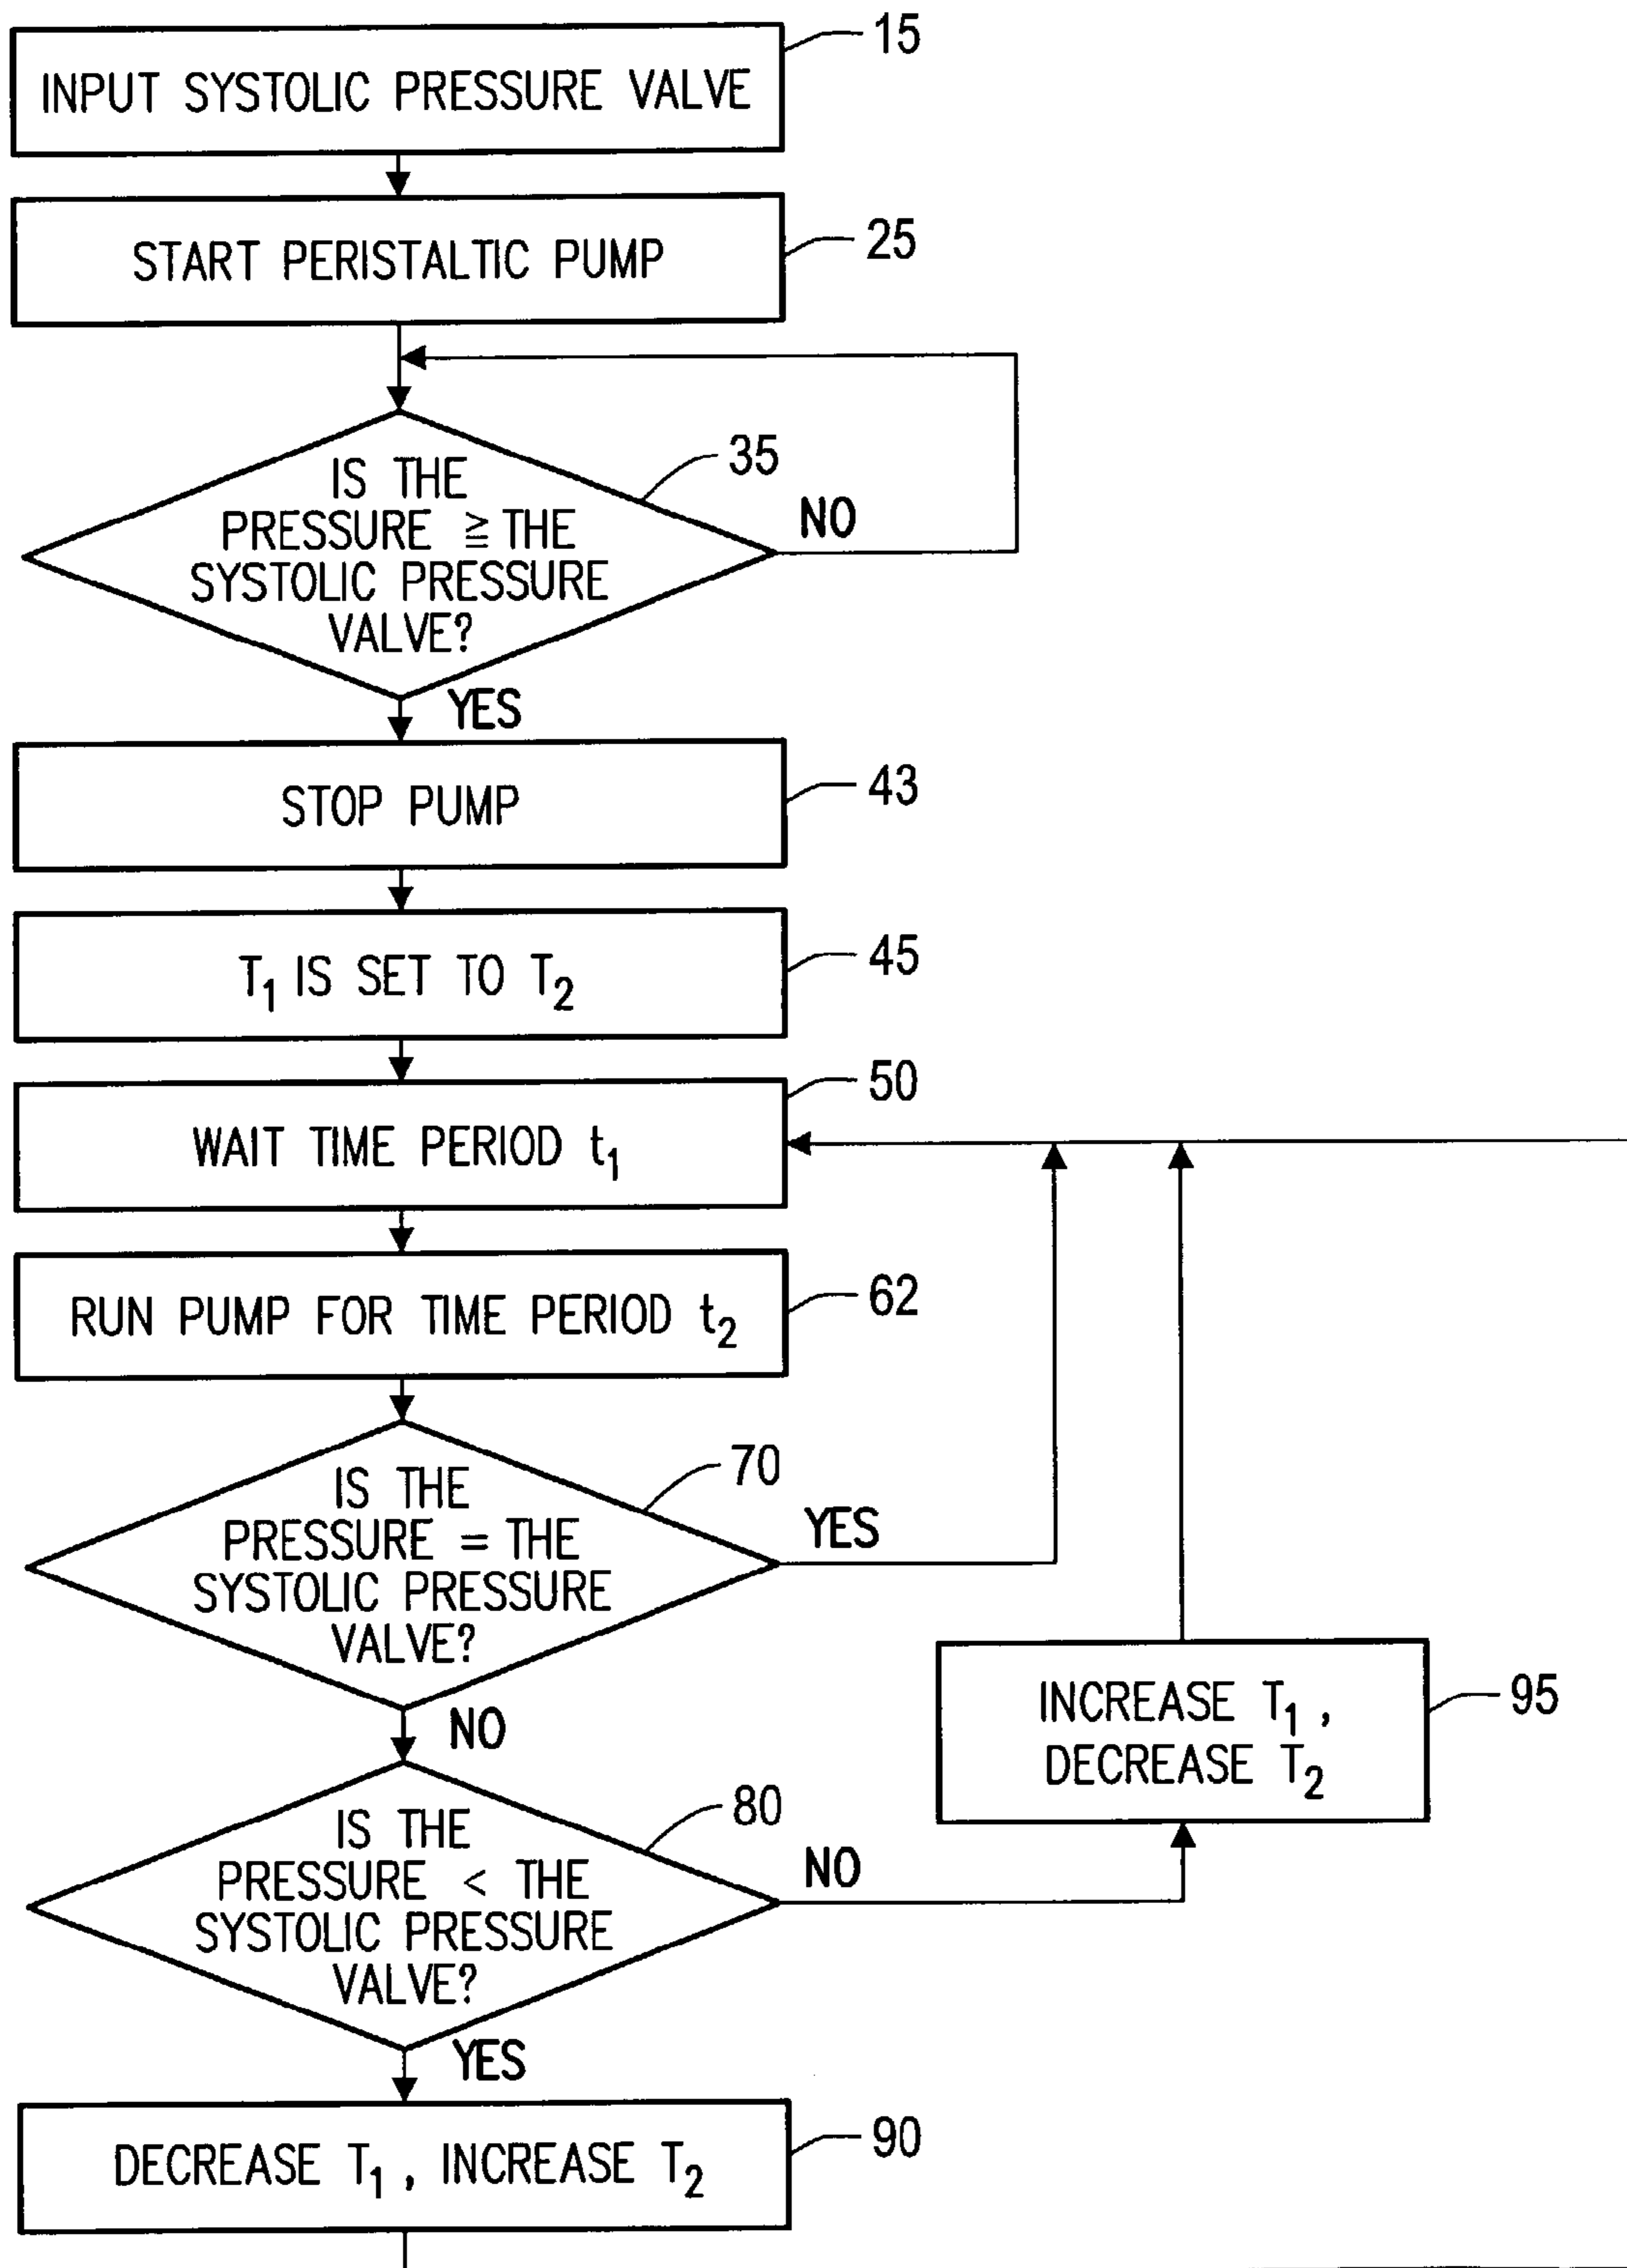 INPUT SYSTOLIC PRESSURE VALVE
15
START PERISTALTIC PUMP
25
IS THE
PRESSURE ≧ THE
SYSTOLIC PRESSURE
VALVE?
35
NO
YES
STOP PUMP
43
T₁ IS SET TO T₂
45
WAIT TIME PERIOD t₁
50
RUN PUMP FOR TIME PERIOD t₂
62
IS THE
PRESSURE = THE
SYSTOLIC PRESSURE
VALVE?
70
YES
NO
INCREASE T₁ ,
DECREASE T₂
95
IS THE
PRESSURE < THE
SYSTOLIC PRESSURE
VALVE?
80
NO
YES
DECREASE T₁ , INCREASE T₂
90